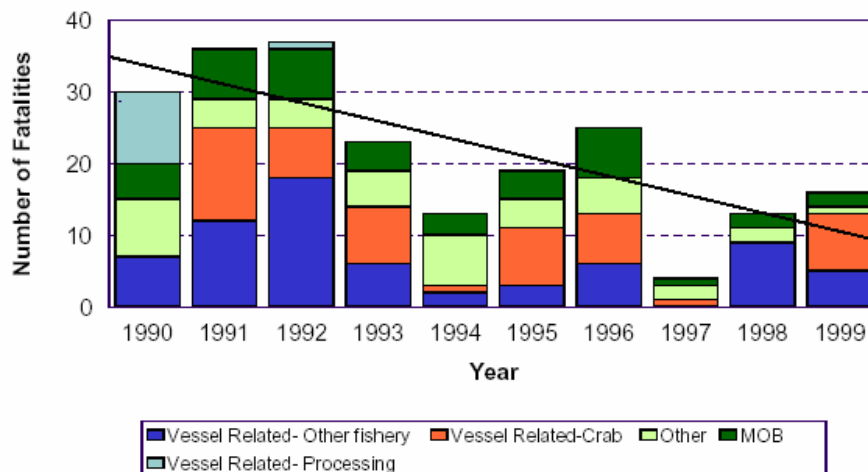 40
30
20
10
0
Number of Fatalities
1990 1991 1992 1993 1994 1995 1996 1997 1998 1999
Year
Vessel Related- Other fishery Vessel Related-Crab Other MOB
Vessel Related- Processing